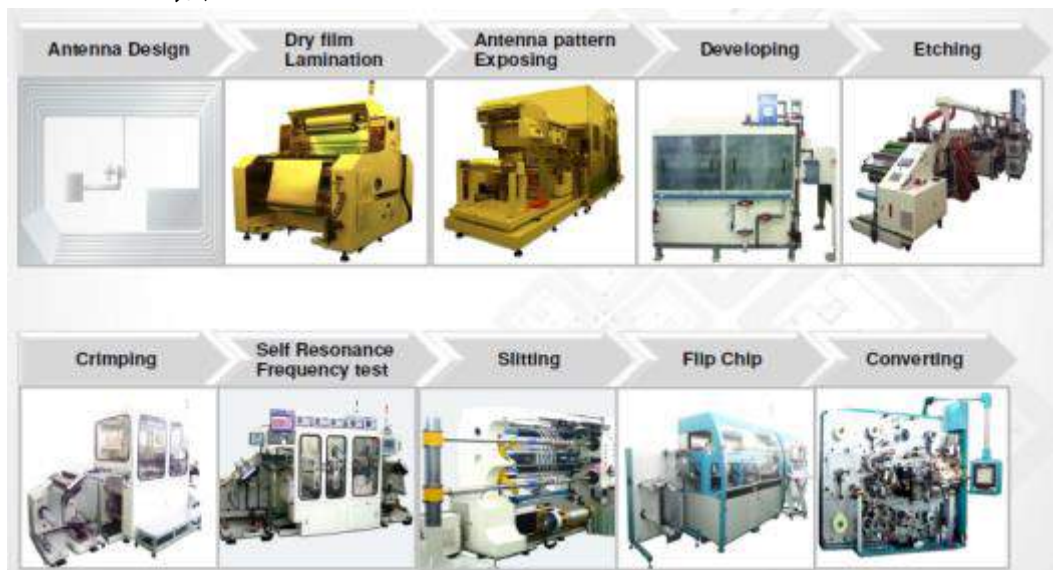 Antenna Design
Dry film
Lamination
Antenna pattern
Exposing
Developing
Etching
Crimping
Self Resonance
Frequency test
Slitting
Flip Chip
Converting